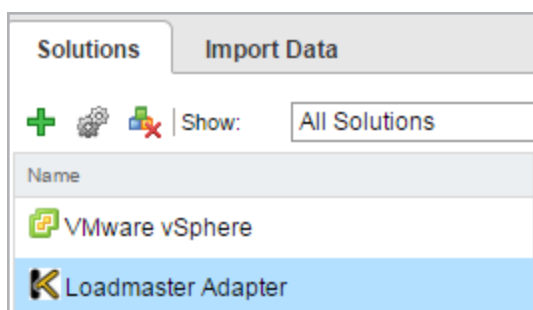 Solutions Import Data
Show: All Solutions
Name
VMware vSphere
Loadmaster Adapter